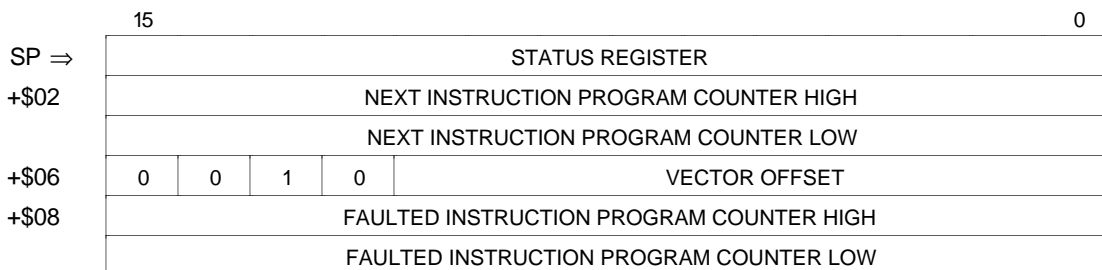 15 0
SP ⇒ STATUS REGISTER
+$02 NEXT INSTRUCTION PROGRAM COUNTER HIGH
NEXT INSTRUCTION PROGRAM COUNTER LOW
+$06 0 0 1 0 VECTOR OFFSET
+$08 FAULTED INSTRUCTION PROGRAM COUNTER HIGH
FAULTED INSTRUCTION PROGRAM COUNTER LOW